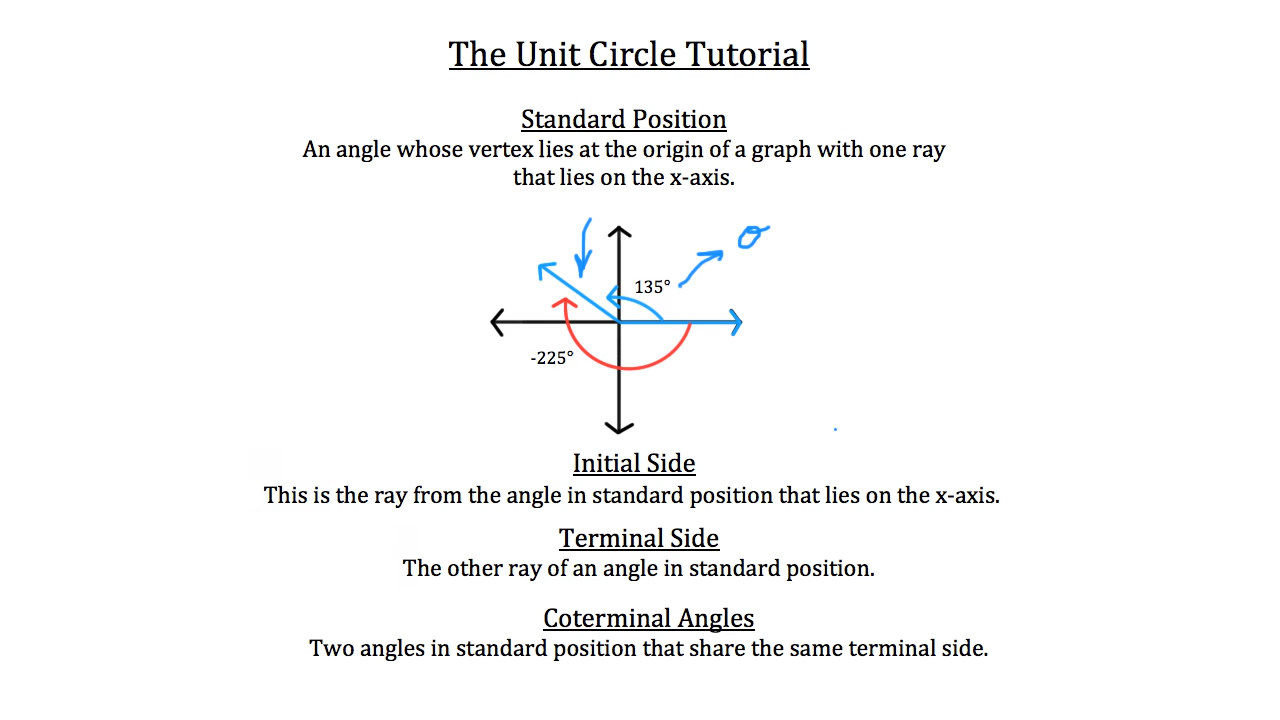 The Unit Circle Tutorial
Standard Position
An angle whose vertex lies at the origin of a graph with one ray
that lies on the x-axis.
135°
-225°
Initial Side
This is the ray from the angle in standard position that lies on the x-axis.
Terminal Side
The other ray of an angle in standard position.
Coterminal Angles
Two angles in standard position that share the same terminal side.